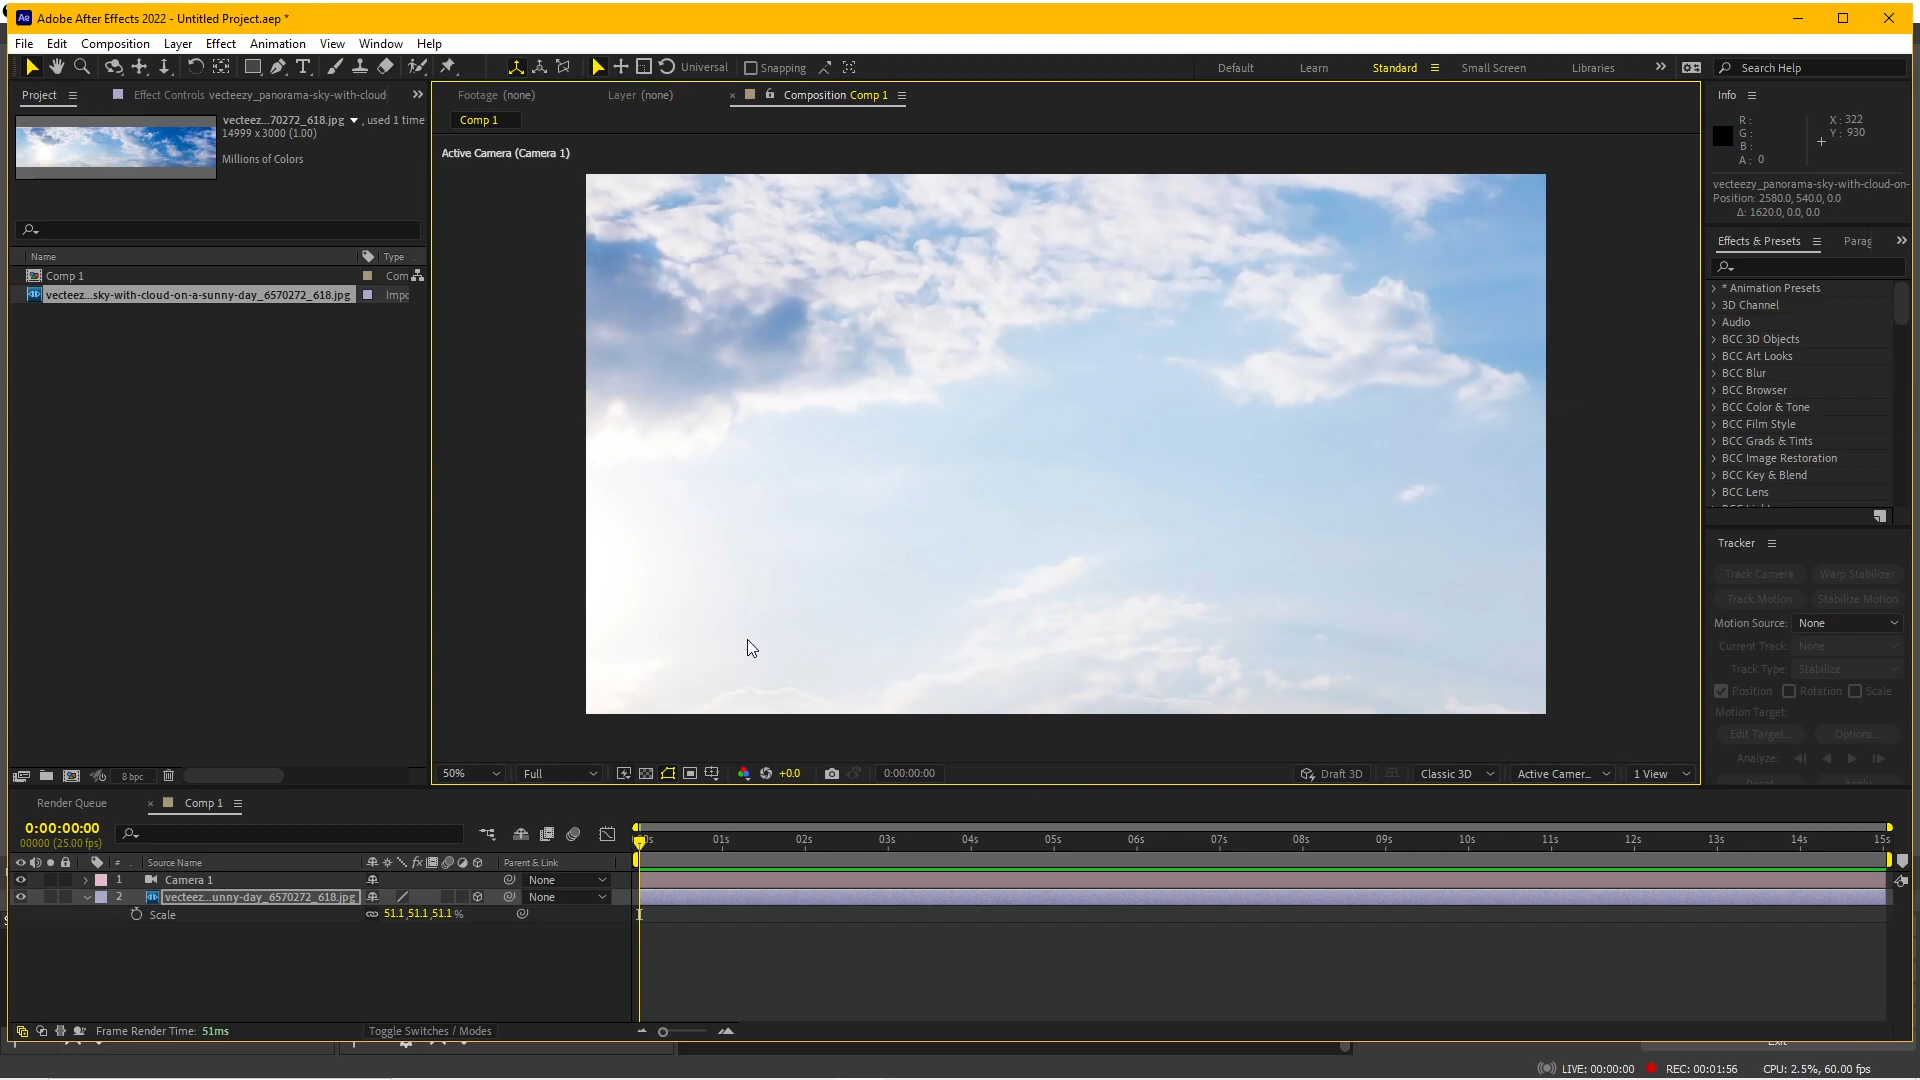 Adobe After Effects 2022 - Untitled Project.aep *
File Edit Composition Layer Effect Animation View Window Help
Universal Snapping Default Learn Standard Small Screen Libraries Search Help
Project Effect Controls vecteezy_panorama-sky-with-cloud
vecteez...70272_618.jpg , used 1 time
14999 x 3000 (1.00)
Millions of Colors
Name Type
Comp 1 Com
vecteez...sky-with-cloud-on-a-sunny-day_6570272_618.jpg Impc
8 bpc
Footage (none) Layer (none) Composition Comp 1
Comp 1
Active Camera (Camera 1)
50% Full +0.0 0:00:00:00 Draft 3D Classic 3D Active Camer... 1 View
Info
R:
G:
B:
A: 0
X: 322
Y: 930
vecteezy_panorama-sky-with-cloud-on-
Position: 2580.0, 540.0, 0.0
Δ: 1620.0, 0.0, 0.0
Effects & Presets Parag
* Animation Presets
3D Channel
Audio
BCC 3D Objects
BCC Art Looks
BCC Blur
BCC Browser
BCC Color & Tone
BCC Film Style
BCC Grads & Tints
BCC Image Restoration
BCC Key & Blend
BCC Lens
Tracker
Track Camera Warp Stabilizer
Track Motion Stabilize Motion
Motion Source: None
Current Track: None
Track Type: Stabilize
Position Rotation Scale
Motion Target:
Edit Target... Options...
Analyze:
Render Queue Comp 1
0:00:00:00
00000 (25.00 fps)
# Source Name Parent & Link
1 Camera 1 None
2 vecteez...unny-day_6570272_618.jpg None
Scale 51.1,51.1,51.1 %
00s 01s 02s 03s 04s 05s 06s 07s 08s 09s 10s 11s 12s 13s 14s 15s
Frame Render Time: 51ms Toggle Switches / Modes
LIVE: 00:00:00 REC: 00:01:56 CPU: 2.5%, 60.00 fps